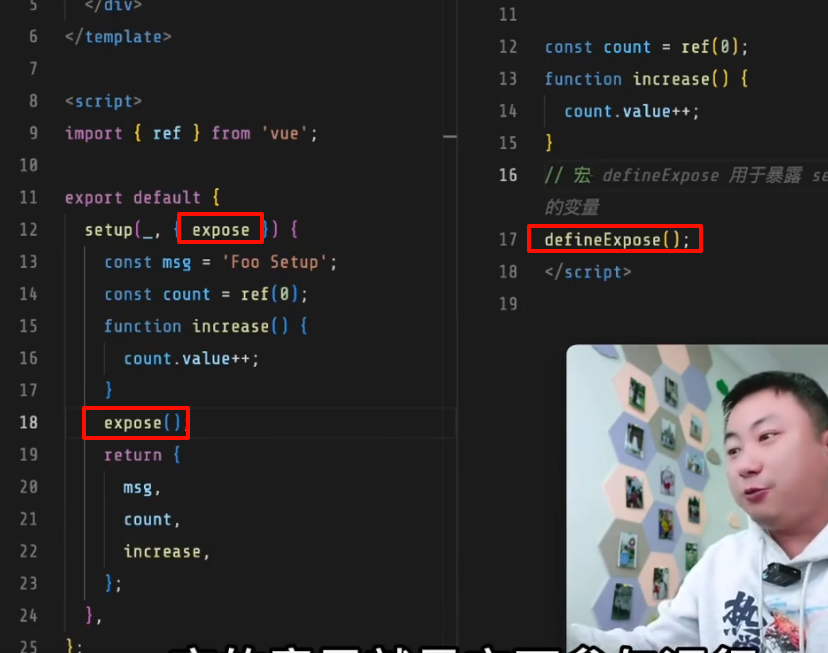 5 </div>
6 </template>
7
8 <script>
9 import { ref } from 'vue';
10
11 export default {
12 setup(_, { expose }) {
13 const msg = 'Foo Setup';
14 const count = ref(0);
15 function increase() {
16 count.value++;
17 }
18 expose()
19 return {
20 msg,
21 count,
22 increase,
23 };
24 },
25 };
11
12 const count = ref(0);
13 function increase() {
14 count.value++;
15 }
16 // 宏 defineExpose 用于暴露 se
的变量
17 defineExpose();
18 </script>
19
热